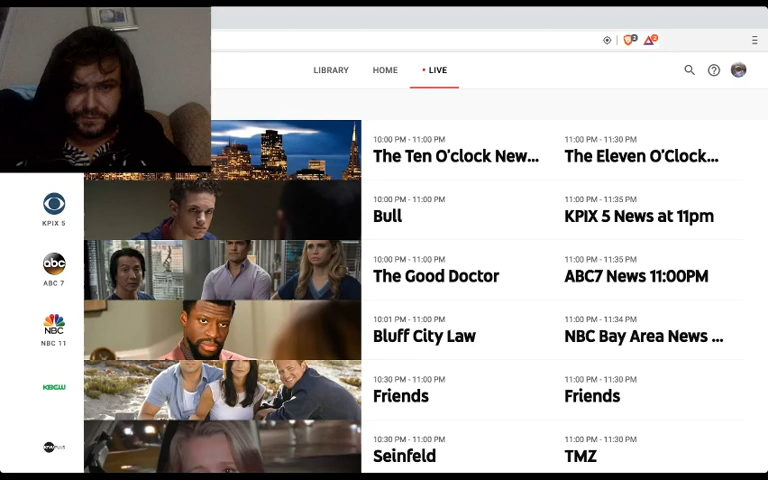 LIBRARY
HOME
LIVE
10:00 PM - 11:00 PM
The Ten O'clock New...
11:00 PM - 11:30 PM
The Eleven O'Clock...
KPIX 5
10:00 PM - 11:00 PM
Bull
11:00 PM - 11:35 PM
KPIX 5 News at 11pm
abc
ABC 7
10:00 PM - 11:00 PM
The Good Doctor
11:00 PM - 11:35 PM
ABC7 News 11:00PM
NBC
NBC 11
10:01 PM - 11:00 PM
Bluff City Law
11:00 PM - 11:34 PM
NBC Bay Area News ...
KBCW
10:30 PM - 11:00 PM
Friends
11:00 PM - 11:30 PM
Friends
10:30 PM - 11:00 PM
Seinfeld
11:00 PM - 11:30 PM
TMZ